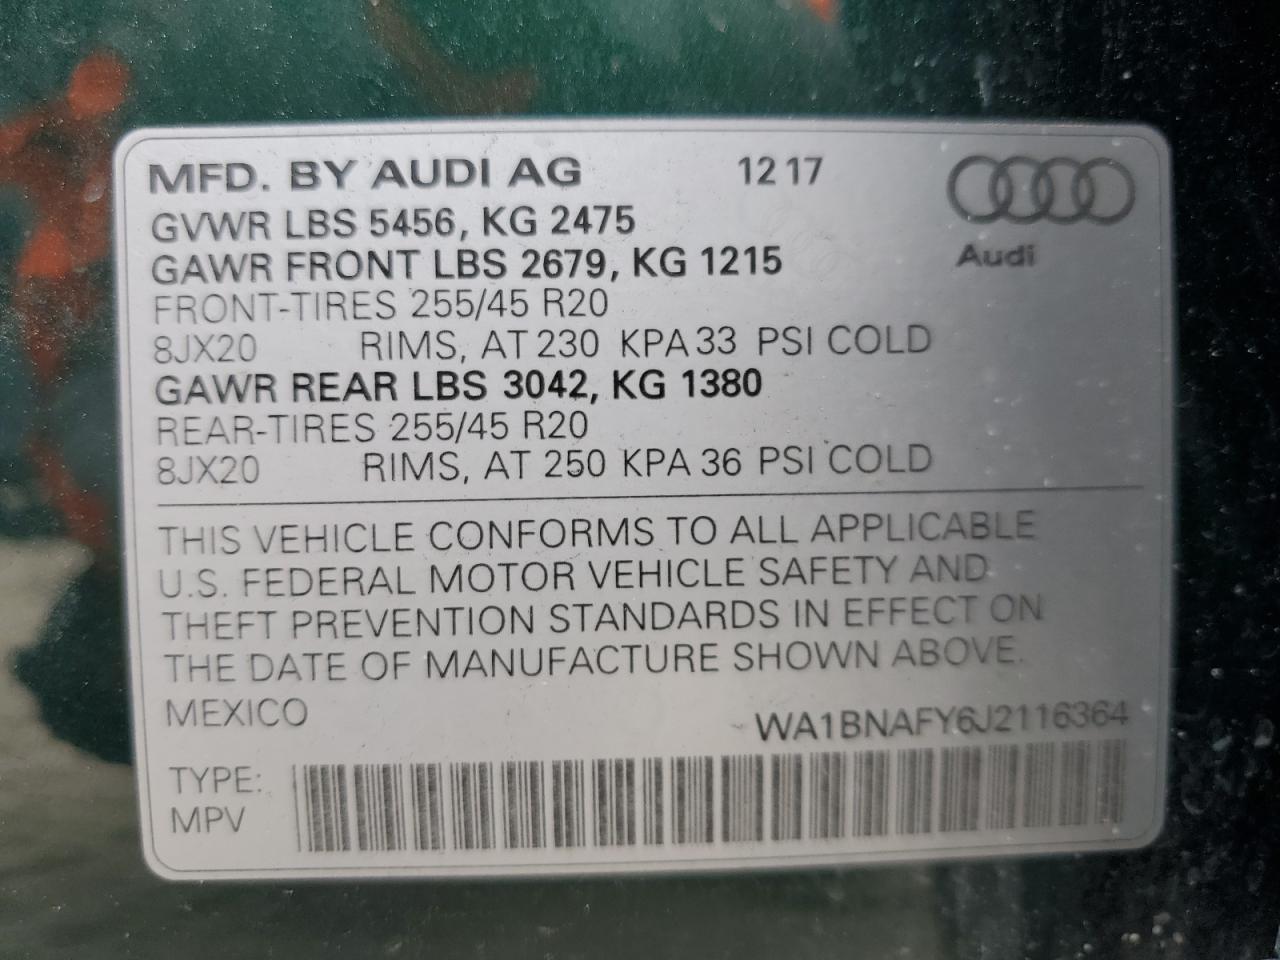 MFD. BY AUDI AG 12 17
GVWR LBS 5456, KG 2475
GAWR FRONT LBS 2679, KG 1215
Audi
FRONT-TIRES 255/45 R20
8JX20 RIMS, AT 230 KPA 33 PSI COLD
GAWR REAR LBS 3042, KG 1380
REAR-TIRES 255/45 R20
8JX20 RIMS, AT 250 KPA 36 PSI COLD
THIS VEHICLE CONFORMS TO ALL APPLICABLE
U.S. FEDERAL MOTOR VEHICLE SAFETY AND
THEFT PREVENTION STANDARDS IN EFFECT ON
THE DATE OF MANUFACTURE SHOWN ABOVE.
MEXICO WA1BNAFY6J2116364
TYPE:
MPV